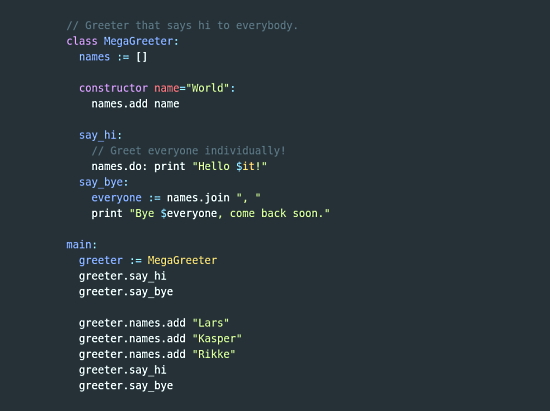 // Greeter that says hi to everybody.
class MegaGreeter:
  names := []

  constructor name="World":
    names.add name

  say_hi:
    // Greet everyone individually!
    names.do: print "Hello $it!"
  say_bye:
    everyone := names.join ", "
    print "Bye $everyone, come back soon."

main:
  greeter := MegaGreeter
  greeter.say_hi
  greeter.say_bye

  greeter.names.add "Lars"
  greeter.names.add "Kasper"
  greeter.names.add "Rikke"
  greeter.say_hi
  greeter.say_bye